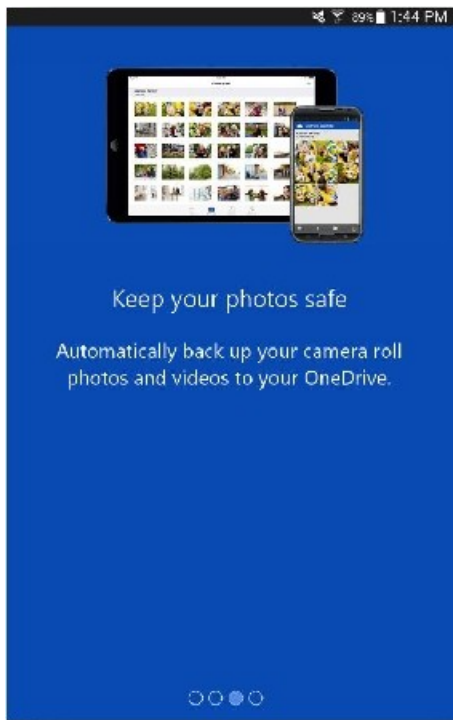 89% 1:44 PM
Keep your photos safe
Automatically back up your camera roll
photos and videos to your OneDrive.